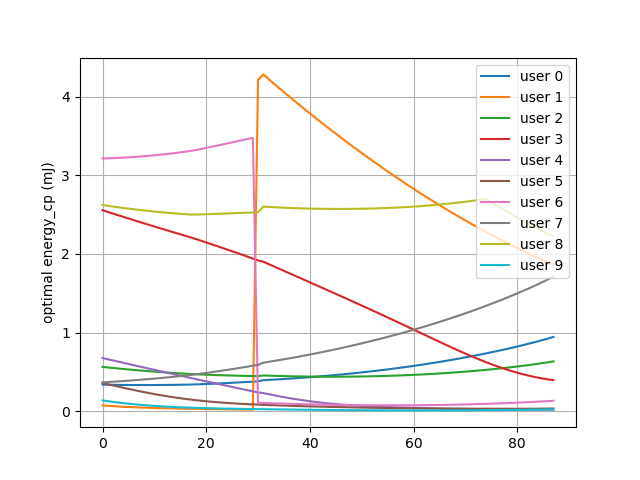 optimal energy_cp (mJ)
4
3
2
1
0
0 20 40 60 80
user 0
user 1
user 2
user 3
user 4
user 5
user 6
user 7
user 8
user 9